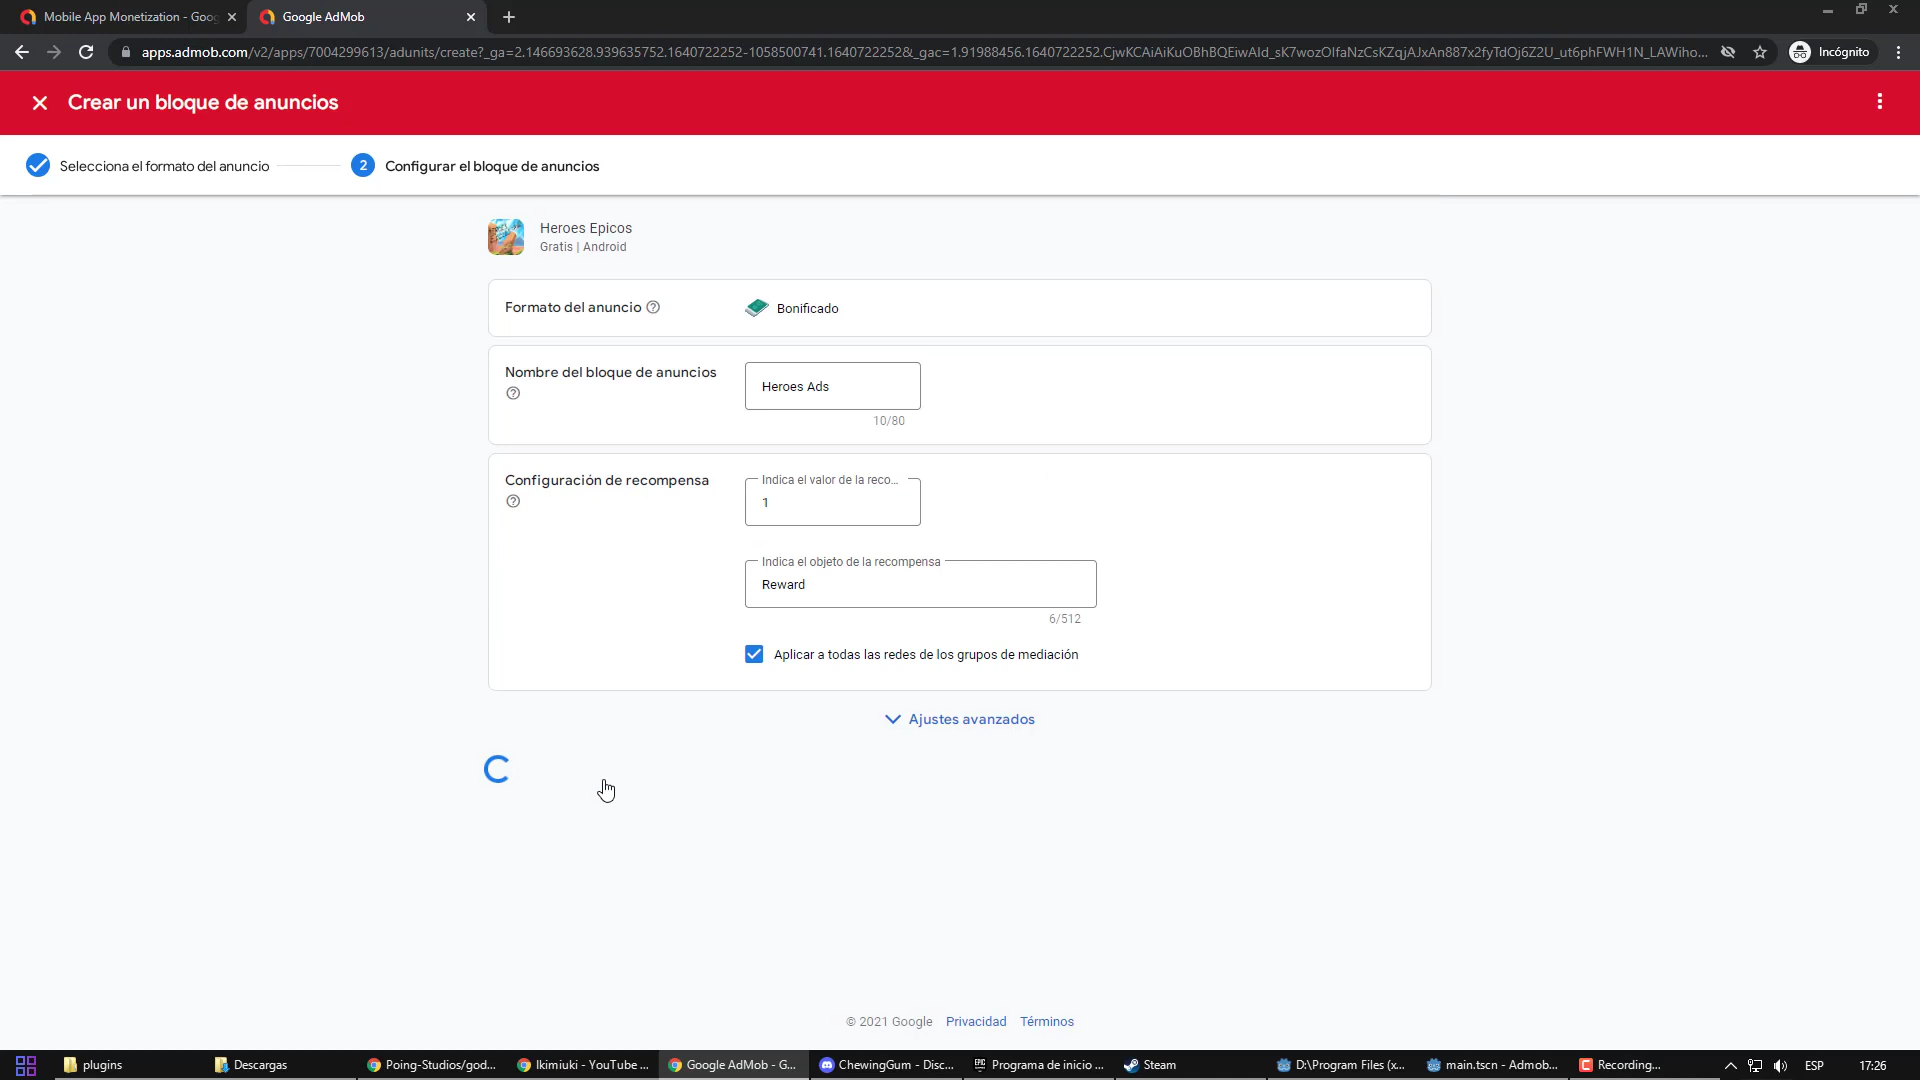 Mobile App Monetization - Goog
Google AdMob
apps.admob.com/v2/apps/7004299613/adunits/create?_ga=2.146693628.939635752.1640722252-1058500741.1640722252&_gac=1.91988456.1640722252.CjwKCAiAiKuOBhBQEiwAId_sK7wozOIfaNzCsKZqjAJxAn887x2fyTdOj6Z2U_ut6phFWH1N_LAWiho...
Incógnito
Crear un bloque de anuncios
Selecciona el formato del anuncio
2 Configurar el bloque de anuncios
Heroes Epicos
Gratis | Android
Formato del anuncio
Bonificado
Nombre del bloque de anuncios
Heroes Ads
10/80
Configuración de recompensa
Indica el valor de la reco...
1
Indica el objeto de la recompensa
Reward
6/512
Aplicar a todas las redes de los grupos de mediación
Ajustes avanzados
© 2021 Google Privacidad Términos
plugins
Descargas
Poing-Studios/god...
Ikimiuki - YouTube ...
Google AdMob - G...
ChewingGum - Disc...
Programa de inicio ...
Steam
D:\Program Files (x...
main.tscn - Admob...
Recording...
ESP
17:26